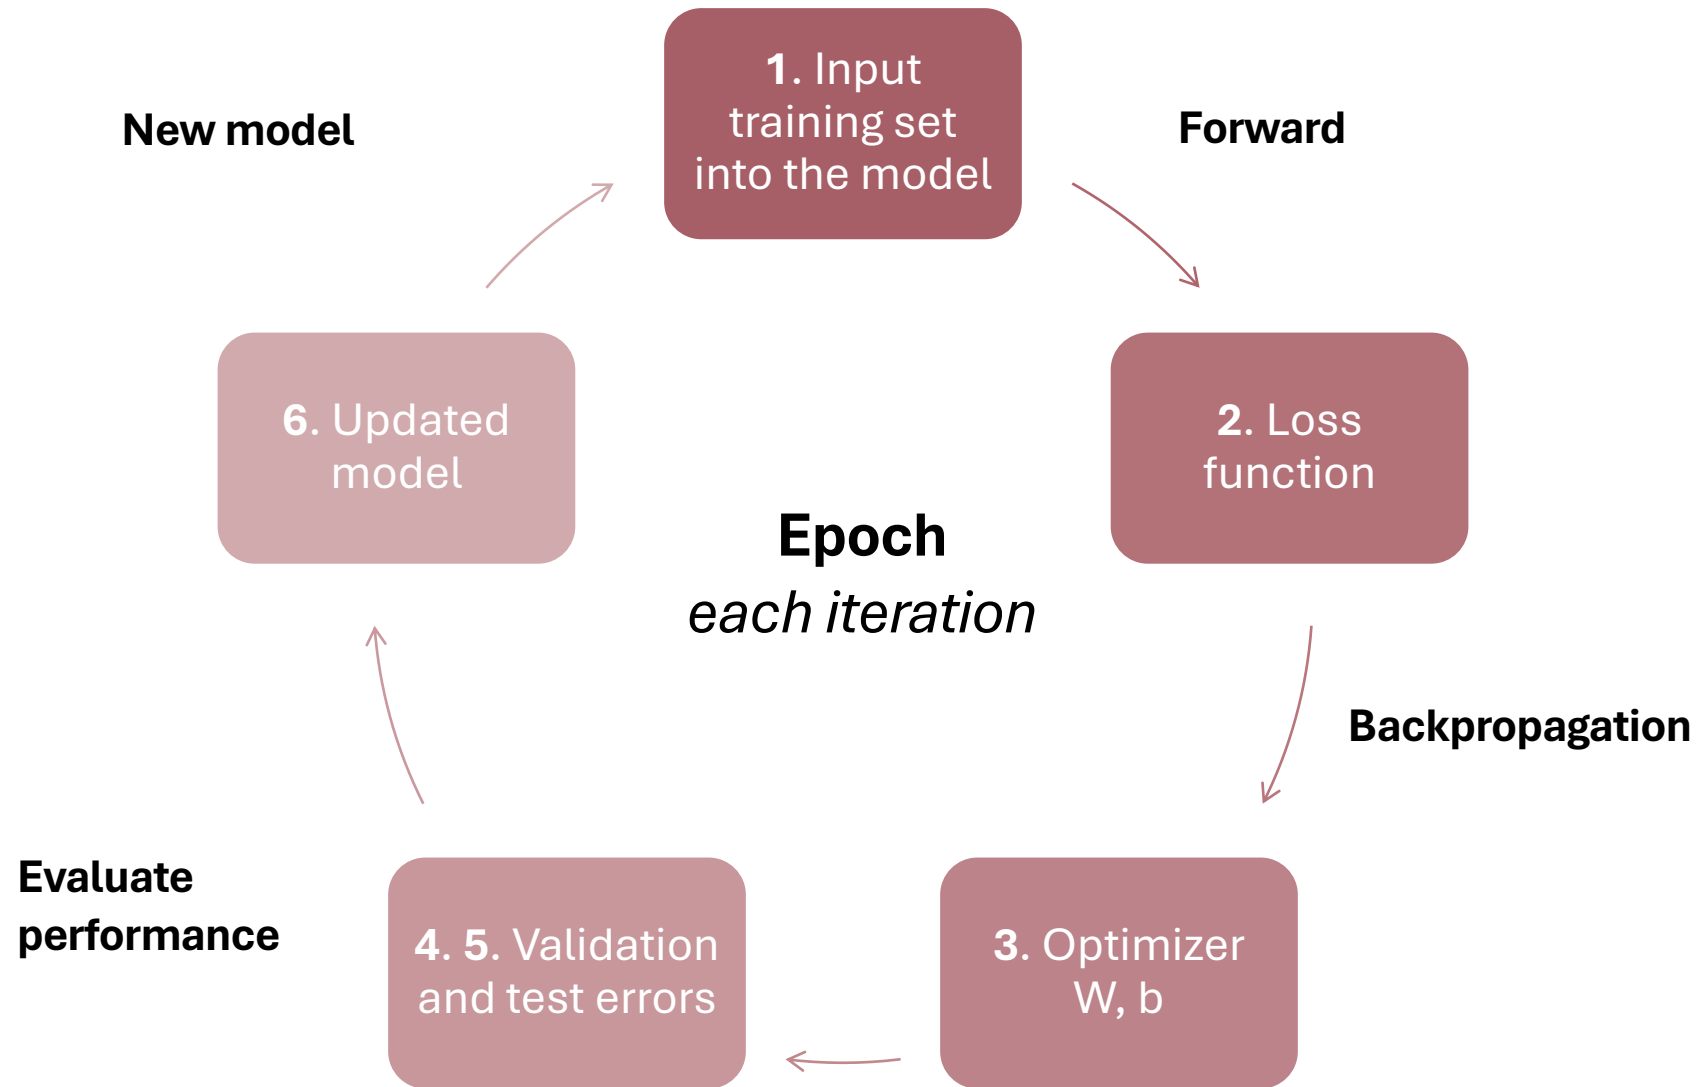 1. Input
training set
into the model
Forward
2. Loss
function
Backpropagation
3. Optimizer
W, b
4. 5. Validation
and test errors
Evaluate
performance
6. Updated
model
New model
Epoch
each iteration